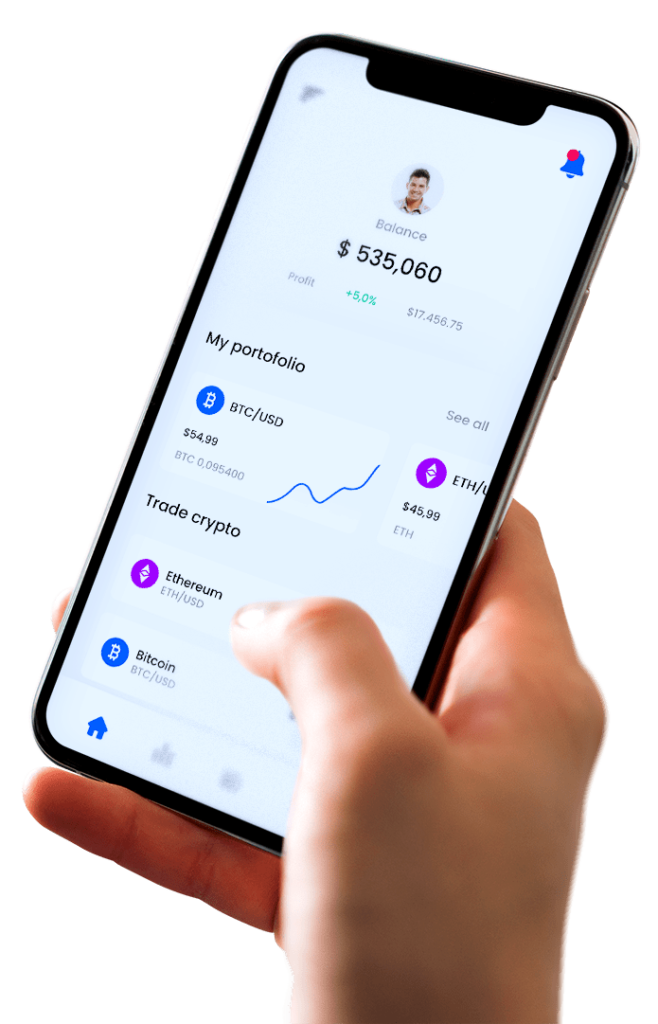 Balance
$ 535,060
Profit +5,0% $17.456.75
My portofolio
See all
BTC/USD
$54,99
BTC 0,095400
ETH/U
$45,99
ETH
Trade crypto
Ethereum
ETH/USD
Bitcoin
BTC/USD